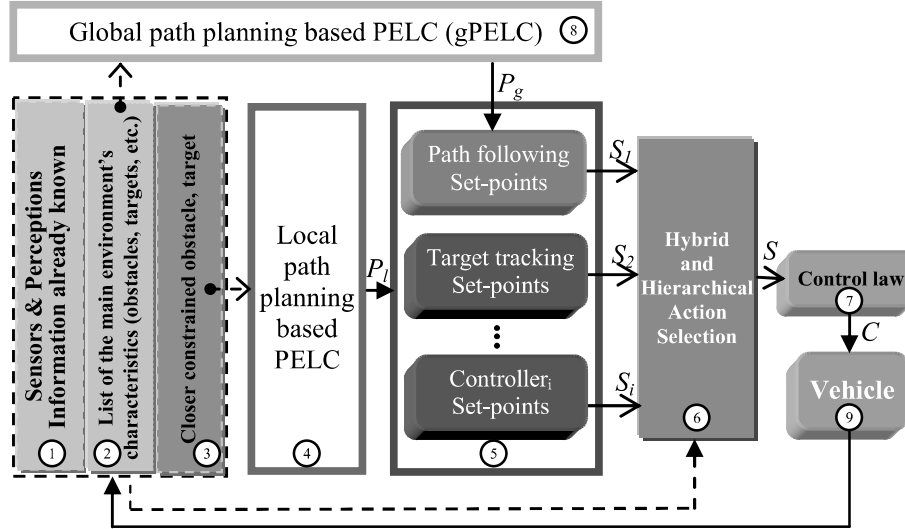 Global path planning based PELC (gPELC) 8
P_g
Sensors & Perceptions
Information already known
1
List of the main environment's
characteristics (obstacles, targets, etc.)
2
Closer constrained obstacle, target
3
Local
path
planning
based
PELC
4
P_l
Path following
Set-points
Target tracking
Set-points
Controller_i
Set-points
5
S_1
S_2
S_i
Hybrid
and
Hierarchical
Action
Selection
6
S
Control law
7
C
Vehicle
9